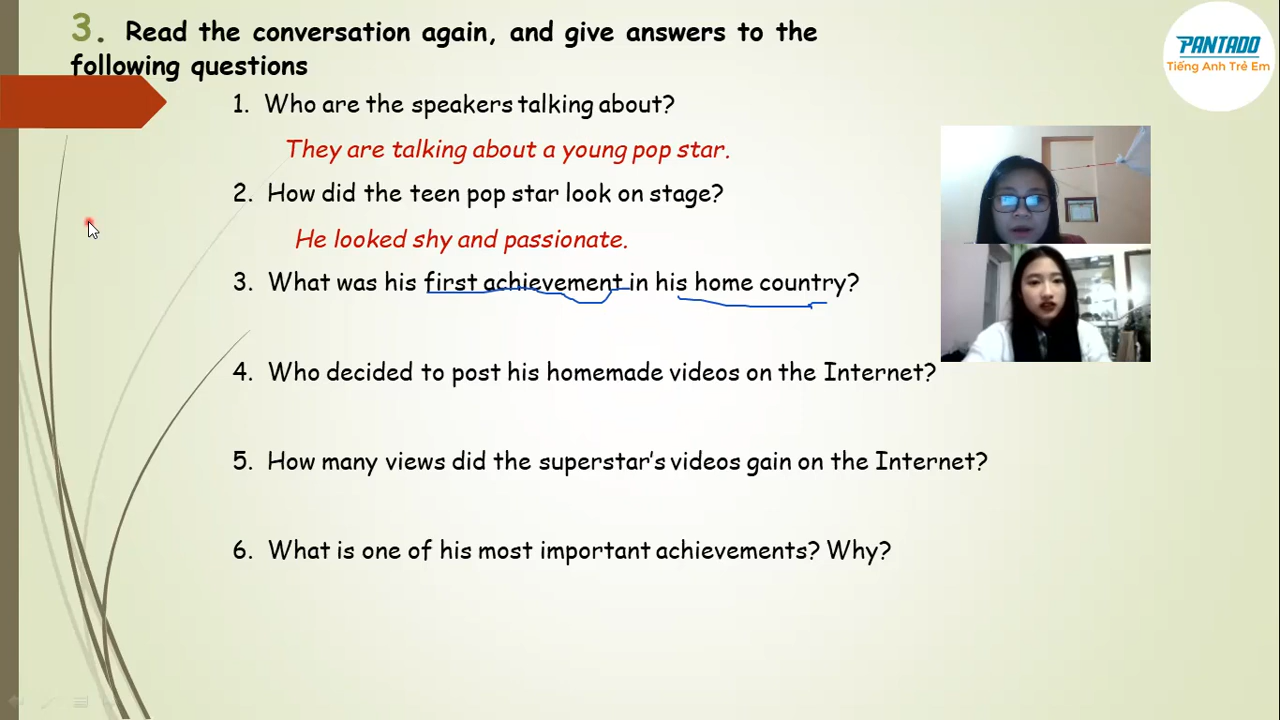 3. Read the conversation again, and give answers to the
following questions
PANTADO
Tiếng Anh Trẻ Em
1. Who are the speakers talking about?
They are talking about a young pop star.
2. How did the teen pop star look on stage?
He looked shy and passionate.
3. What was his first achievement in his home country?
4. Who decided to post his homemade videos on the Internet?
5. How many views did the superstar's videos gain on the Internet?
6. What is one of his most important achievements? Why?